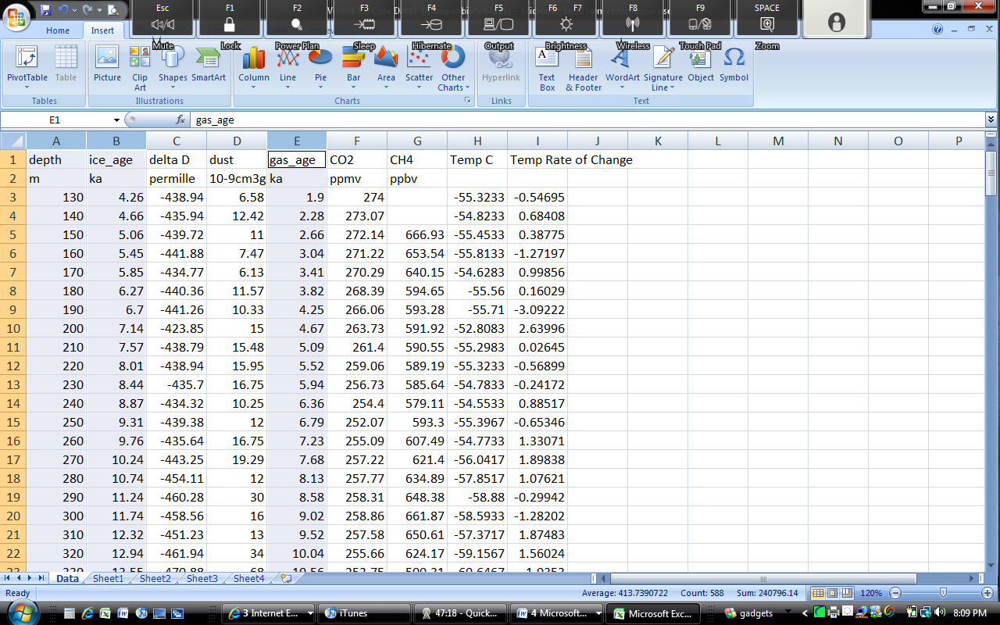 Esc F1 F2 F3 F4 F5 F6 F7 F8 F9 SPACE
Mute Lock Power Plan Sleep Hibernate Output Brightness Wireless Touch Pad Zoom
Home Insert
PivotTable Table Picture Clip Art Shapes SmartArt Column Line Pie Bar Area Scatter Other Charts Hyperlink Text Box Header & Footer WordArt Signature Line Object Symbol
Tables Illustrations Charts Links Text
E1 fx gas_age
A B C D E F G H I J K L M N O P
1 depth ice_age delta D dust gas_age CO2 CH4 Temp C Temp Rate of Change
2 m ka permille 10-9cm3g ka ppmv ppbv
3 130 4.26 -438.94 6.58 1.9 274 -55.3233 -0.54695
4 140 4.66 -435.94 12.42 2.28 273.07 -54.8233 0.68408
5 150 5.06 -439.72 11 2.66 272.14 666.93 -55.4533 0.38775
6 160 5.45 -441.88 7.47 3.04 271.22 653.54 -55.8133 -1.27197
7 170 5.85 -434.77 6.13 3.41 270.29 640.15 -54.6283 0.99856
8 180 6.27 -440.36 11.57 3.82 268.39 594.65 -55.56 0.16029
9 190 6.7 -441.26 10.33 4.25 266.06 593.28 -55.71 -3.09222
10 200 7.14 -423.85 15 4.67 263.73 591.92 -52.8083 2.63996
11 210 7.57 -438.79 15.48 5.09 261.4 590.55 -55.2983 0.02645
12 220 8.01 -438.94 15.95 5.52 259.06 589.19 -55.3233 -0.56899
13 230 8.44 -435.7 16.75 5.94 256.73 585.64 -54.7833 -0.24172
14 240 8.87 -434.32 10.25 6.36 254.4 579.11 -54.5533 0.88517
15 250 9.31 -439.38 12 6.79 252.07 593.3 -55.3967 -0.65346
16 260 9.76 -435.64 16.75 7.23 255.09 607.49 -54.7733 1.33071
17 270 10.24 -443.25 19.29 7.68 257.22 621.4 -56.0417 1.89838
18 280 10.74 -454.11 12 8.13 257.77 634.89 -57.8517 1.07621
19 290 11.24 -460.28 30 8.58 258.31 648.38 -58.88 -0.29942
20 300 11.74 -458.56 16 9.02 258.86 661.87 -58.5933 -1.28202
21 310 12.32 -451.23 13 9.52 257.58 650.61 -57.3717 1.87483
22 320 12.94 -461.94 34 10.04 255.66 624.17 -59.1567 1.56024
Data Sheet1 Sheet2 Sheet3 Sheet4
Ready Average: 413.7390722 Count: 588 Sum: 240796.14 120%
3 Internet E... iTunes 47:18 - Quick... 4 Microsoft... Microsoft Exc... gadgets 8:09 PM